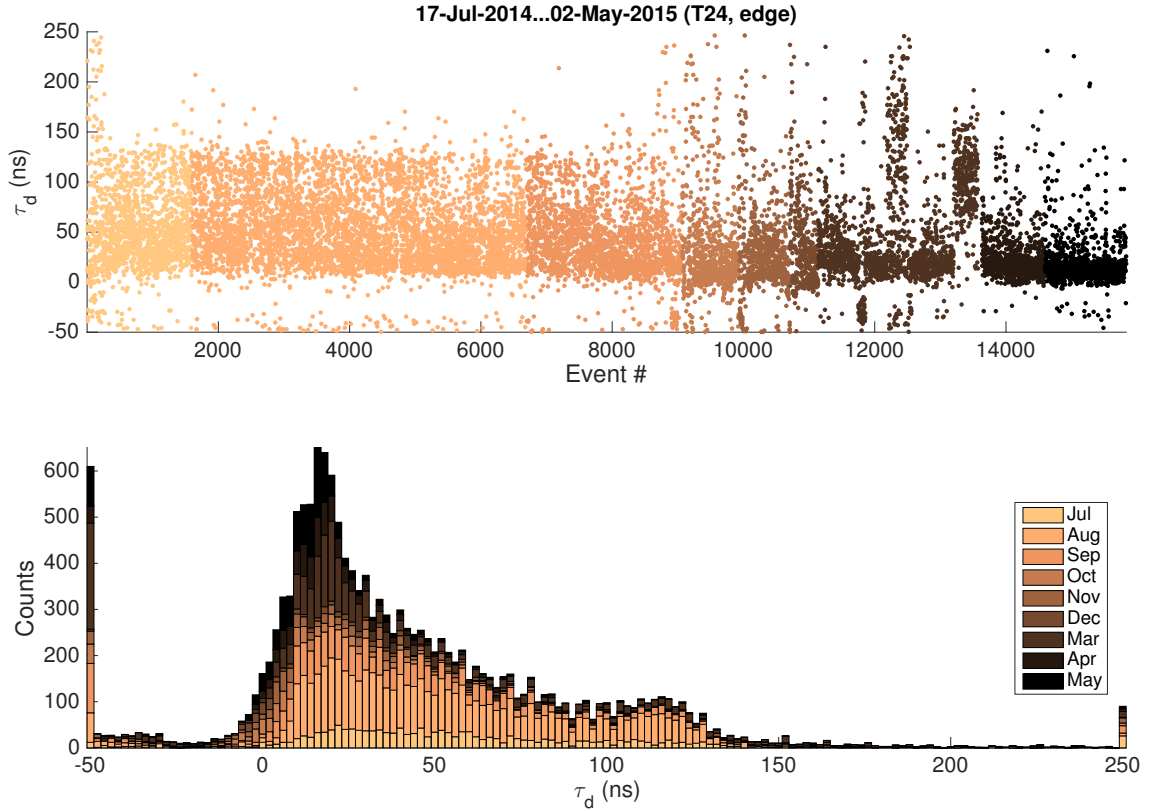 17-Jul-2014...02-May-2015 (T24, edge)
250
200
150
100
50
0
-50
τ_d (ns)
2000 4000 6000 8000 10000 12000 14000
Event #
600
500
400
300
200
100
0
Counts
Jul
Aug
Sep
Oct
Nov
Dec
Mar
Apr
May
-50 0 50 100 150 200 250
τ_d (ns)